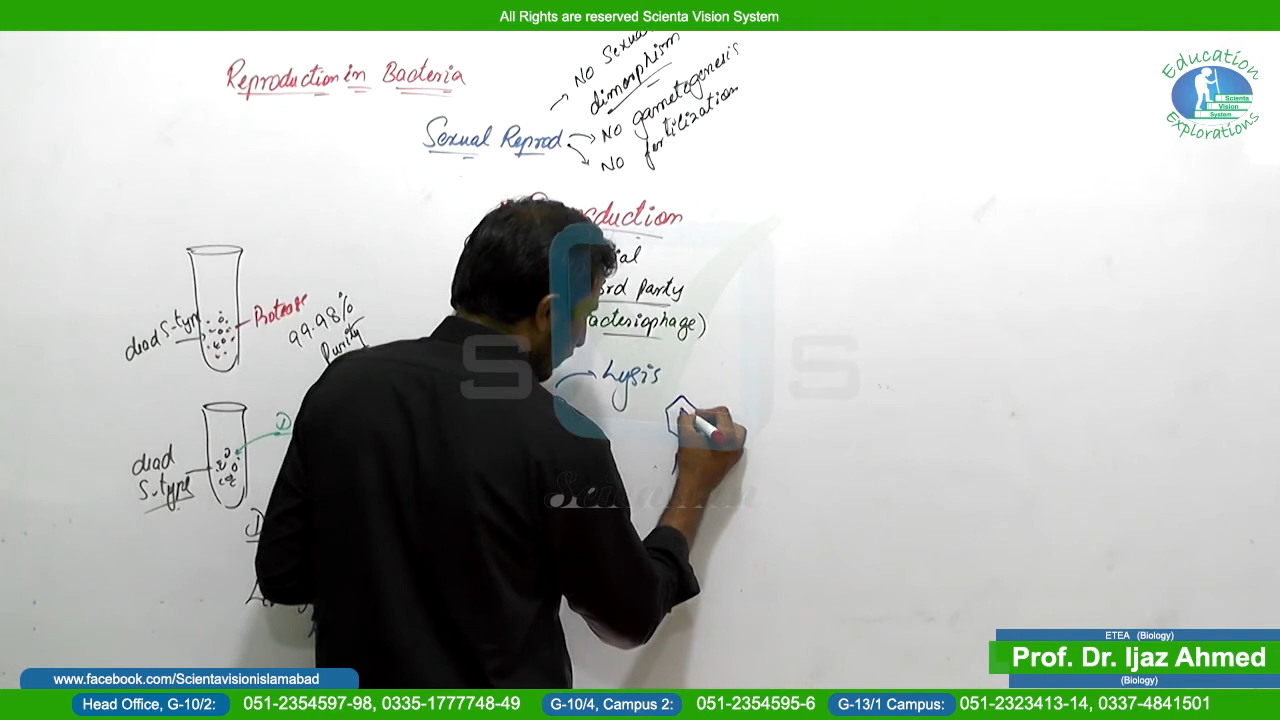 All Rights are reserved Scienta Vision System
Education
Scienta
Vision
System
Explorations
Reproduction in Bacteria
Sexual Reprod
No Sexual
dimorphism
No gametogenesis
No fertilization
duction
ial
rd party
acteriophage)
Lysis
dead S-type
Protease
99.98%
Purity
dead
S-type
D
D
S
S
ETEA (Biology)
Prof. Dr. Ijaz Ahmed
(Biology)
www.facebook.com/Scientavisionislamabad
Head Office, G-10/2: 051-2354597-98, 0335-1777748-49 G-10/4, Campus 2: 051-2354595-6 G-13/1 Campus: 051-2323413-14, 0337-4841501